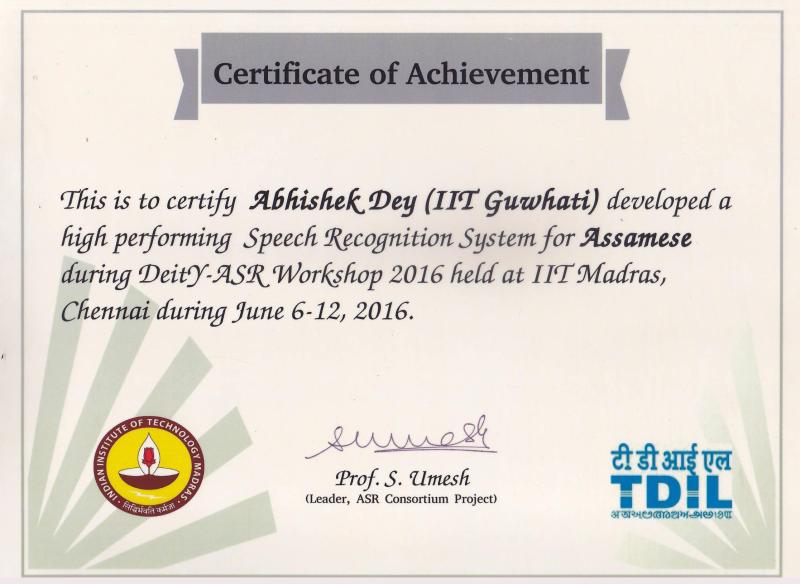 Certificate of Achievement
This is to certify Abhishek Dey (IIT Guwhati) developed a
high performing Speech Recognition System for Assamese
during DeitY-ASR Workshop 2016 held at IIT Madras,
Chennai during June 6-12, 2016.
INDIAN INSTITUTE OF TECHNOLOGY MADRAS
सिद्धिर्भवति कर्मजा
Prof. S. Umesh
(Leader, ASR Consortium Project)
टी डी आई एल
TDIL